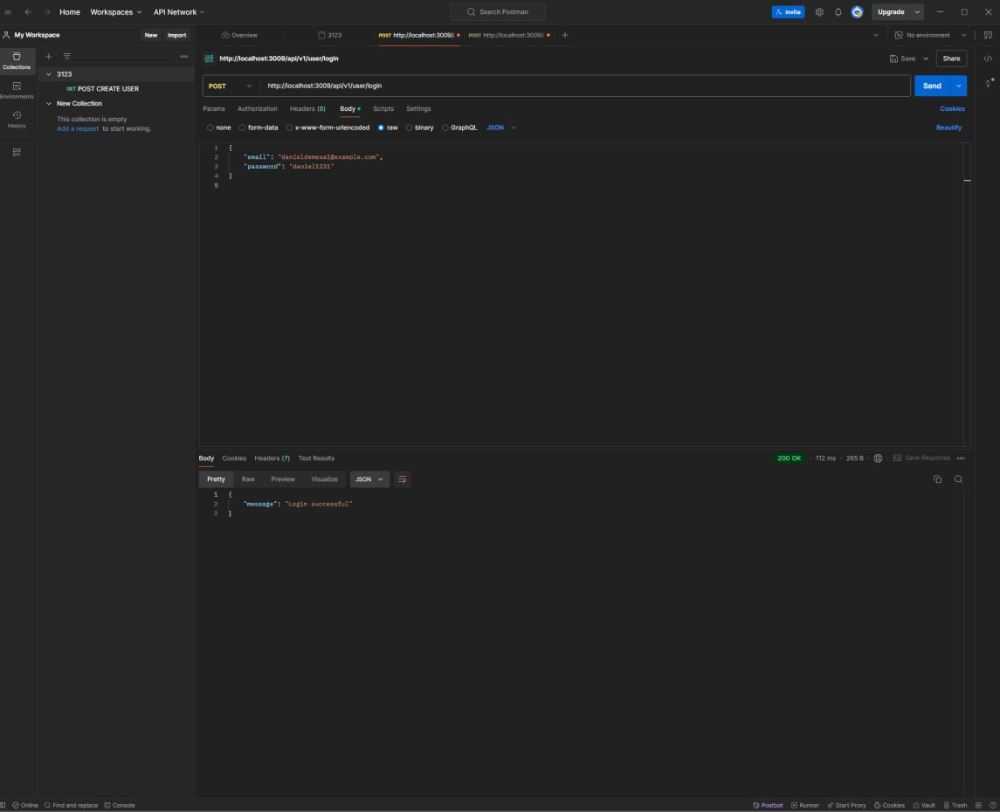 Home Workspaces API Network Search Postman Invite Upgrade
My Workspace New Import Overview 3123 POST http://localhost:3009/ POST http://localhost:3009/ No environment
Collections
Environments
History
3123
GET POST CREATE USER
New Collection
This collection is empty
Add a request to start working.
http://localhost:3009/api/v1/user/login Save Share
POST http://localhost:3009/api/v1/user/login Send
Params Authorization Headers (8) Body Scripts Settings Cookies
none form-data x-www-form-urlencoded raw binary GraphQL JSON Beautify
1 {
2 "email": "danieldemesa1@example.com",
3 "password": "daniel1231"
4 }
5
Body Cookies Headers (7) Test Results 200 OK 112 ms 265 B Save Response
Pretty Raw Preview Visualize JSON
1 {
2 "message": "Login successful"
3 }
Online Find and replace Console Postbot Runner Start Proxy Cookies Vault Trash